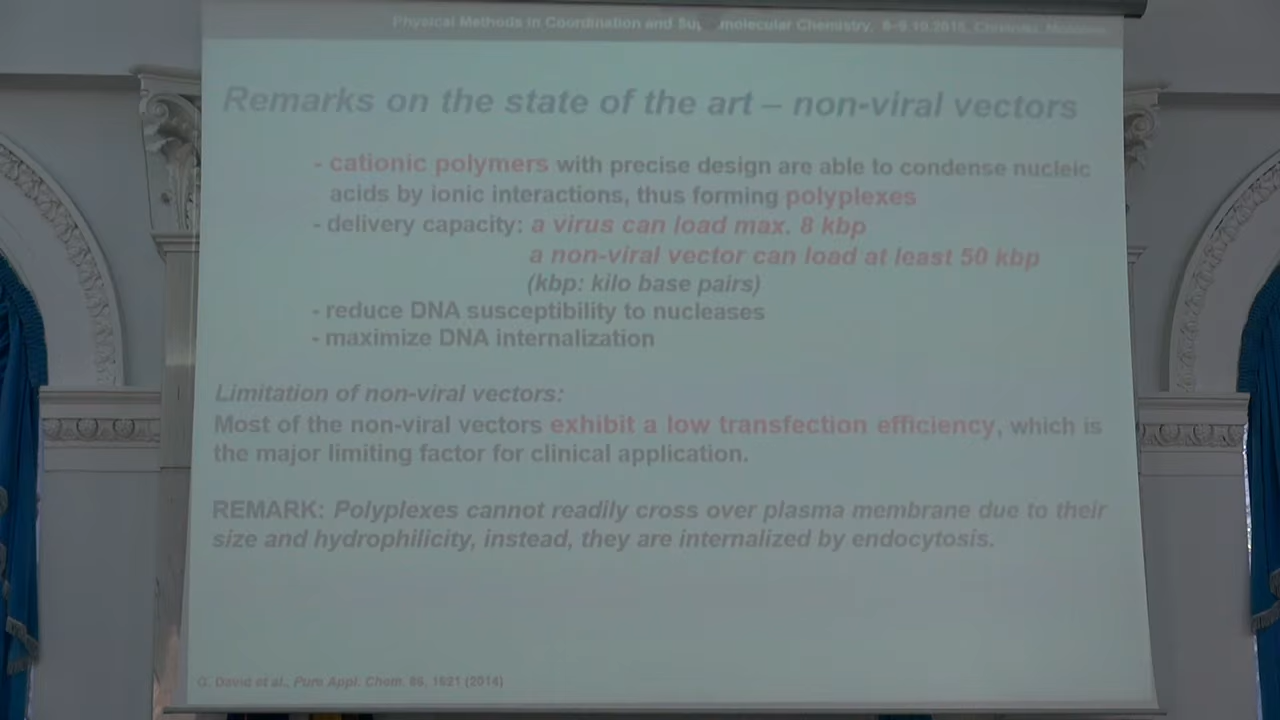 Physical Methods in Coordination and Supramolecular Chemistry, 8-9.10.2015, Chisinau, Moldova
Remarks on the state of the art – non-viral vectors
- cationic polymers with precise design are able to condense nucleic
acids by ionic interactions, thus forming polyplexes
- delivery capacity: a virus can load max. 8 kbp
a non-viral vector can load at least 50 kbp
(kbp: kilo base pairs)
- reduce DNA susceptibility to nucleases
- maximize DNA internalization
Limitation of non-viral vectors:
Most of the non-viral vectors exhibit a low transfection efficiency, which is
the major limiting factor for clinical application.
REMARK: Polyplexes cannot readily cross over plasma membrane due to their
size and hydrophilicity, instead, they are internalized by endocytosis.
G. David et al., Pure Appl. Chem. 86, 1621 (2014)